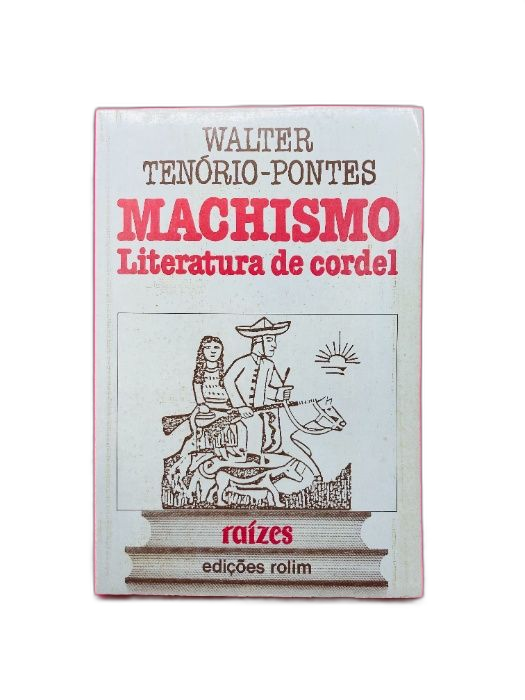 WALTER
TENÓRIO-PONTES
MACHISMO
Literatura de cordel
raízes
edições rolim